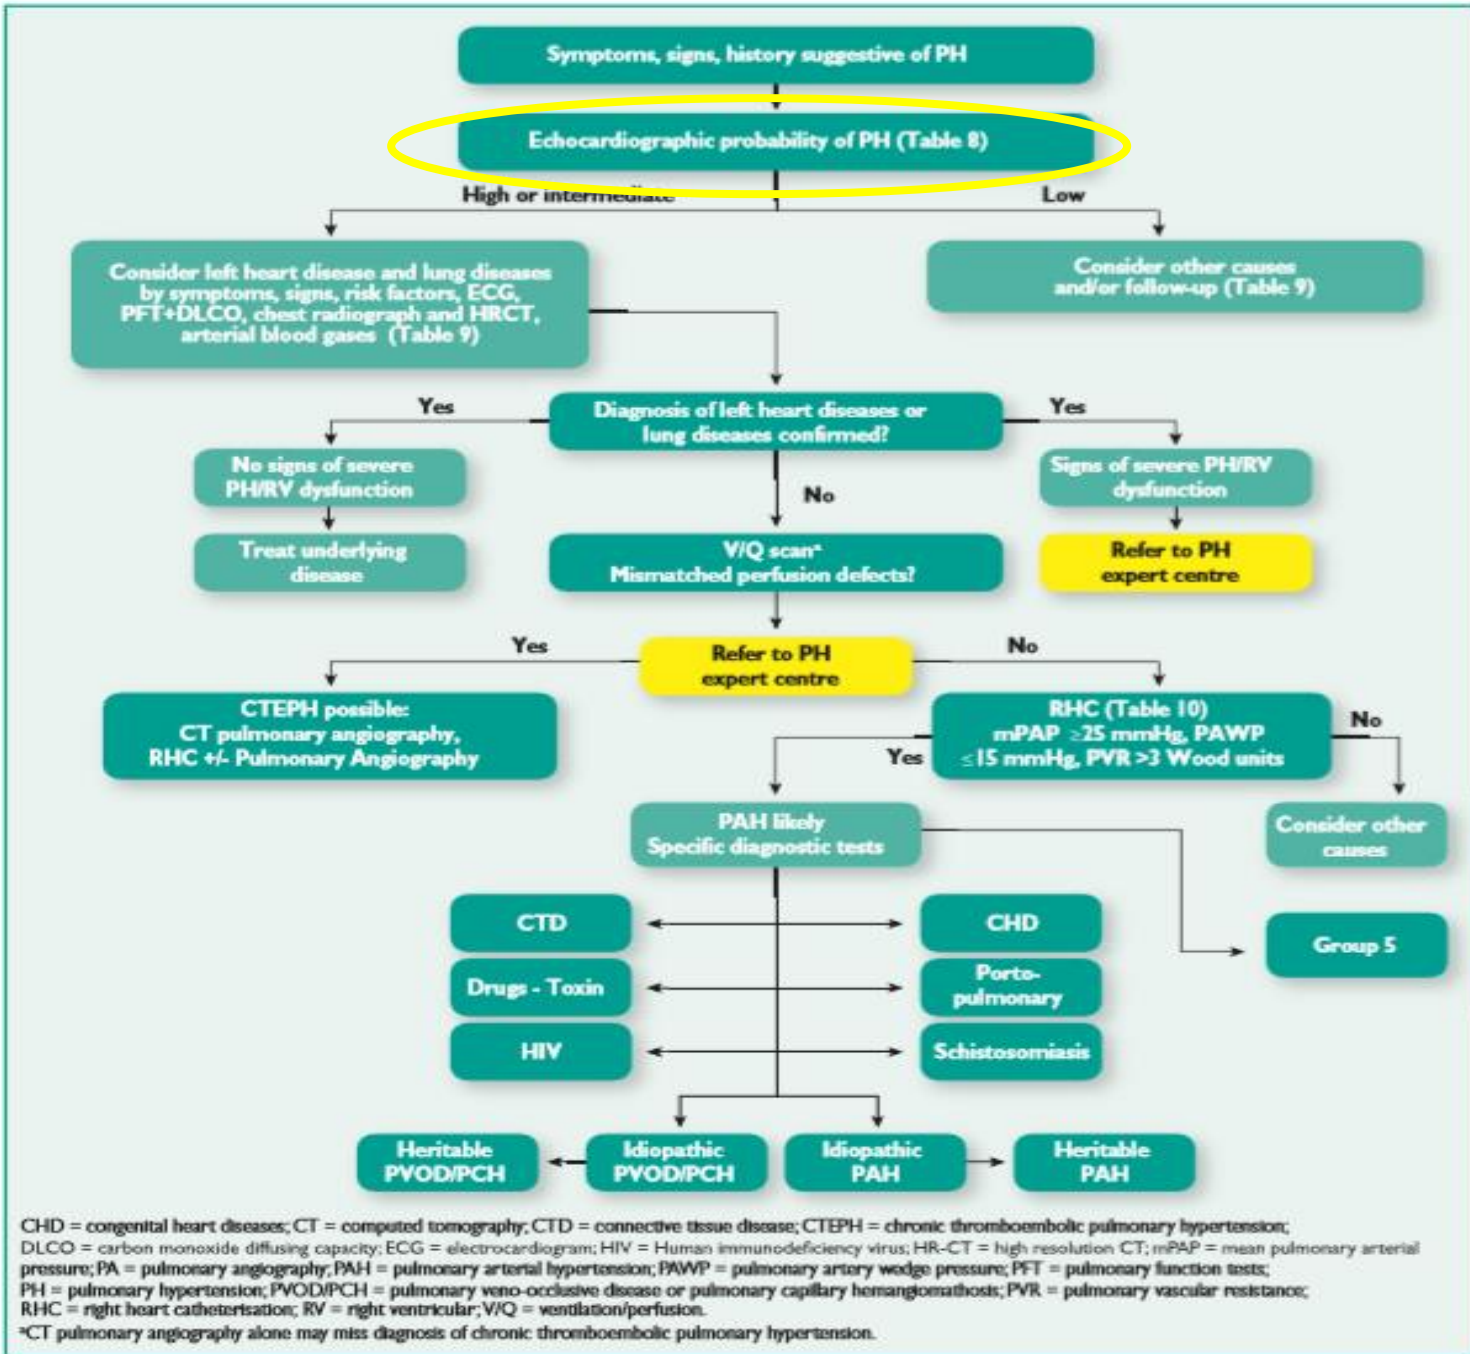 Symptoms, signs, history suggestive of PH
Echocardiographic probability of PH (Table 8)
High or intermediate
Low
Consider left heart disease and lung diseases
by symptoms, signs, risk factors, ECG,
PFT+DLCO, chest radiograph and HRCT,
arterial blood gases (Table 9)
Consider other causes
and/or follow-up (Table 9)
Yes
Diagnosis of left heart diseases or
lung diseases confirmed?
Yes
No signs of severe
PH/RV dysfunction
Signs of severe PH/RV
dysfunction
No
Treat underlying
disease
V/Q scanᵃ
Mismatched perfusion defects?
Refer to PH
expert centre
Yes
Refer to PH
expert centre
No
CTEPH possible:
CT pulmonary angiography,
RHC +/- Pulmonary Angiography
RHC (Table 10)
mPAP ≥25 mmHg, PAWP
≤15 mmHg, PVR >3 Wood units
No
Yes
PAH likely
Specific diagnostic tests
Consider other
causes
CTD
CHD
Group 5
Drugs - Toxin
Porto-
pulmonary
HIV
Schistosomiasis
Heritable
PVOD/PCH
Idiopathic
PVOD/PCH
Idiopathic
PAH
Heritable
PAH
CHD = congenital heart diseases; CT = computed tomography; CTD = connective tissue disease; CTEPH = chronic thromboembolic pulmonary hypertension;
DLCO = carbon monoxide diffusing capacity; ECG = electrocardiogram; HIV = Human immunodeficiency virus; HR-CT = high resolution CT; mPAP = mean pulmonary arterial
pressure; PA = pulmonary angiography; PAH = pulmonary arterial hypertension; PAWP = pulmonary artery wedge pressure; PFT = pulmonary function tests;
PH = pulmonary hypertension; PVOD/PCH = pulmonary veno-occlusive disease or pulmonary capillary hemangiomathosis; PVR = pulmonary vascular resistance;
RHC = right heart catheterisation; RV = right ventricular; V/Q = ventilation/perfusion.
ᵃCT pulmonary angiography alone may miss diagnosis of chronic thromboembolic pulmonary hypertension.